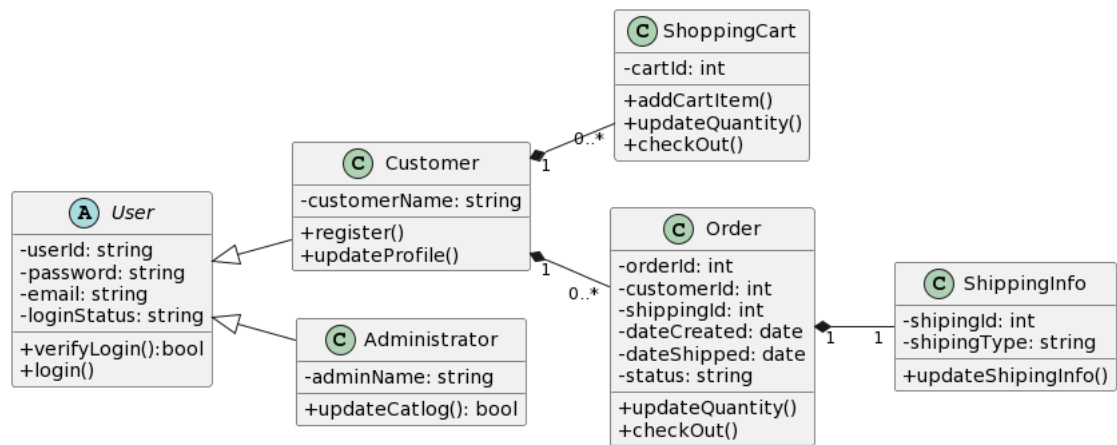 C ShoppingCart
-cartId: int
+addCartItem()
+updateQuantity()
+checkOut()
C Customer
-customerName: string
+register()
+updateProfile()
1
0..*
1
0..*
A User
-userId: string
-password: string
-email: string
-loginStatus: string
+verifyLogin():bool
+login()
C Administrator
-adminName: string
+updateCatlog(): bool
C Order
-orderId: int
-customerId: int
-shippingId: int
-dateCreated: date
-dateShipped: date
-status: string
+updateQuantity()
+checkOut()
1
1
C ShippingInfo
-shipingId: int
-shipingType: string
+updateShipingInfo()